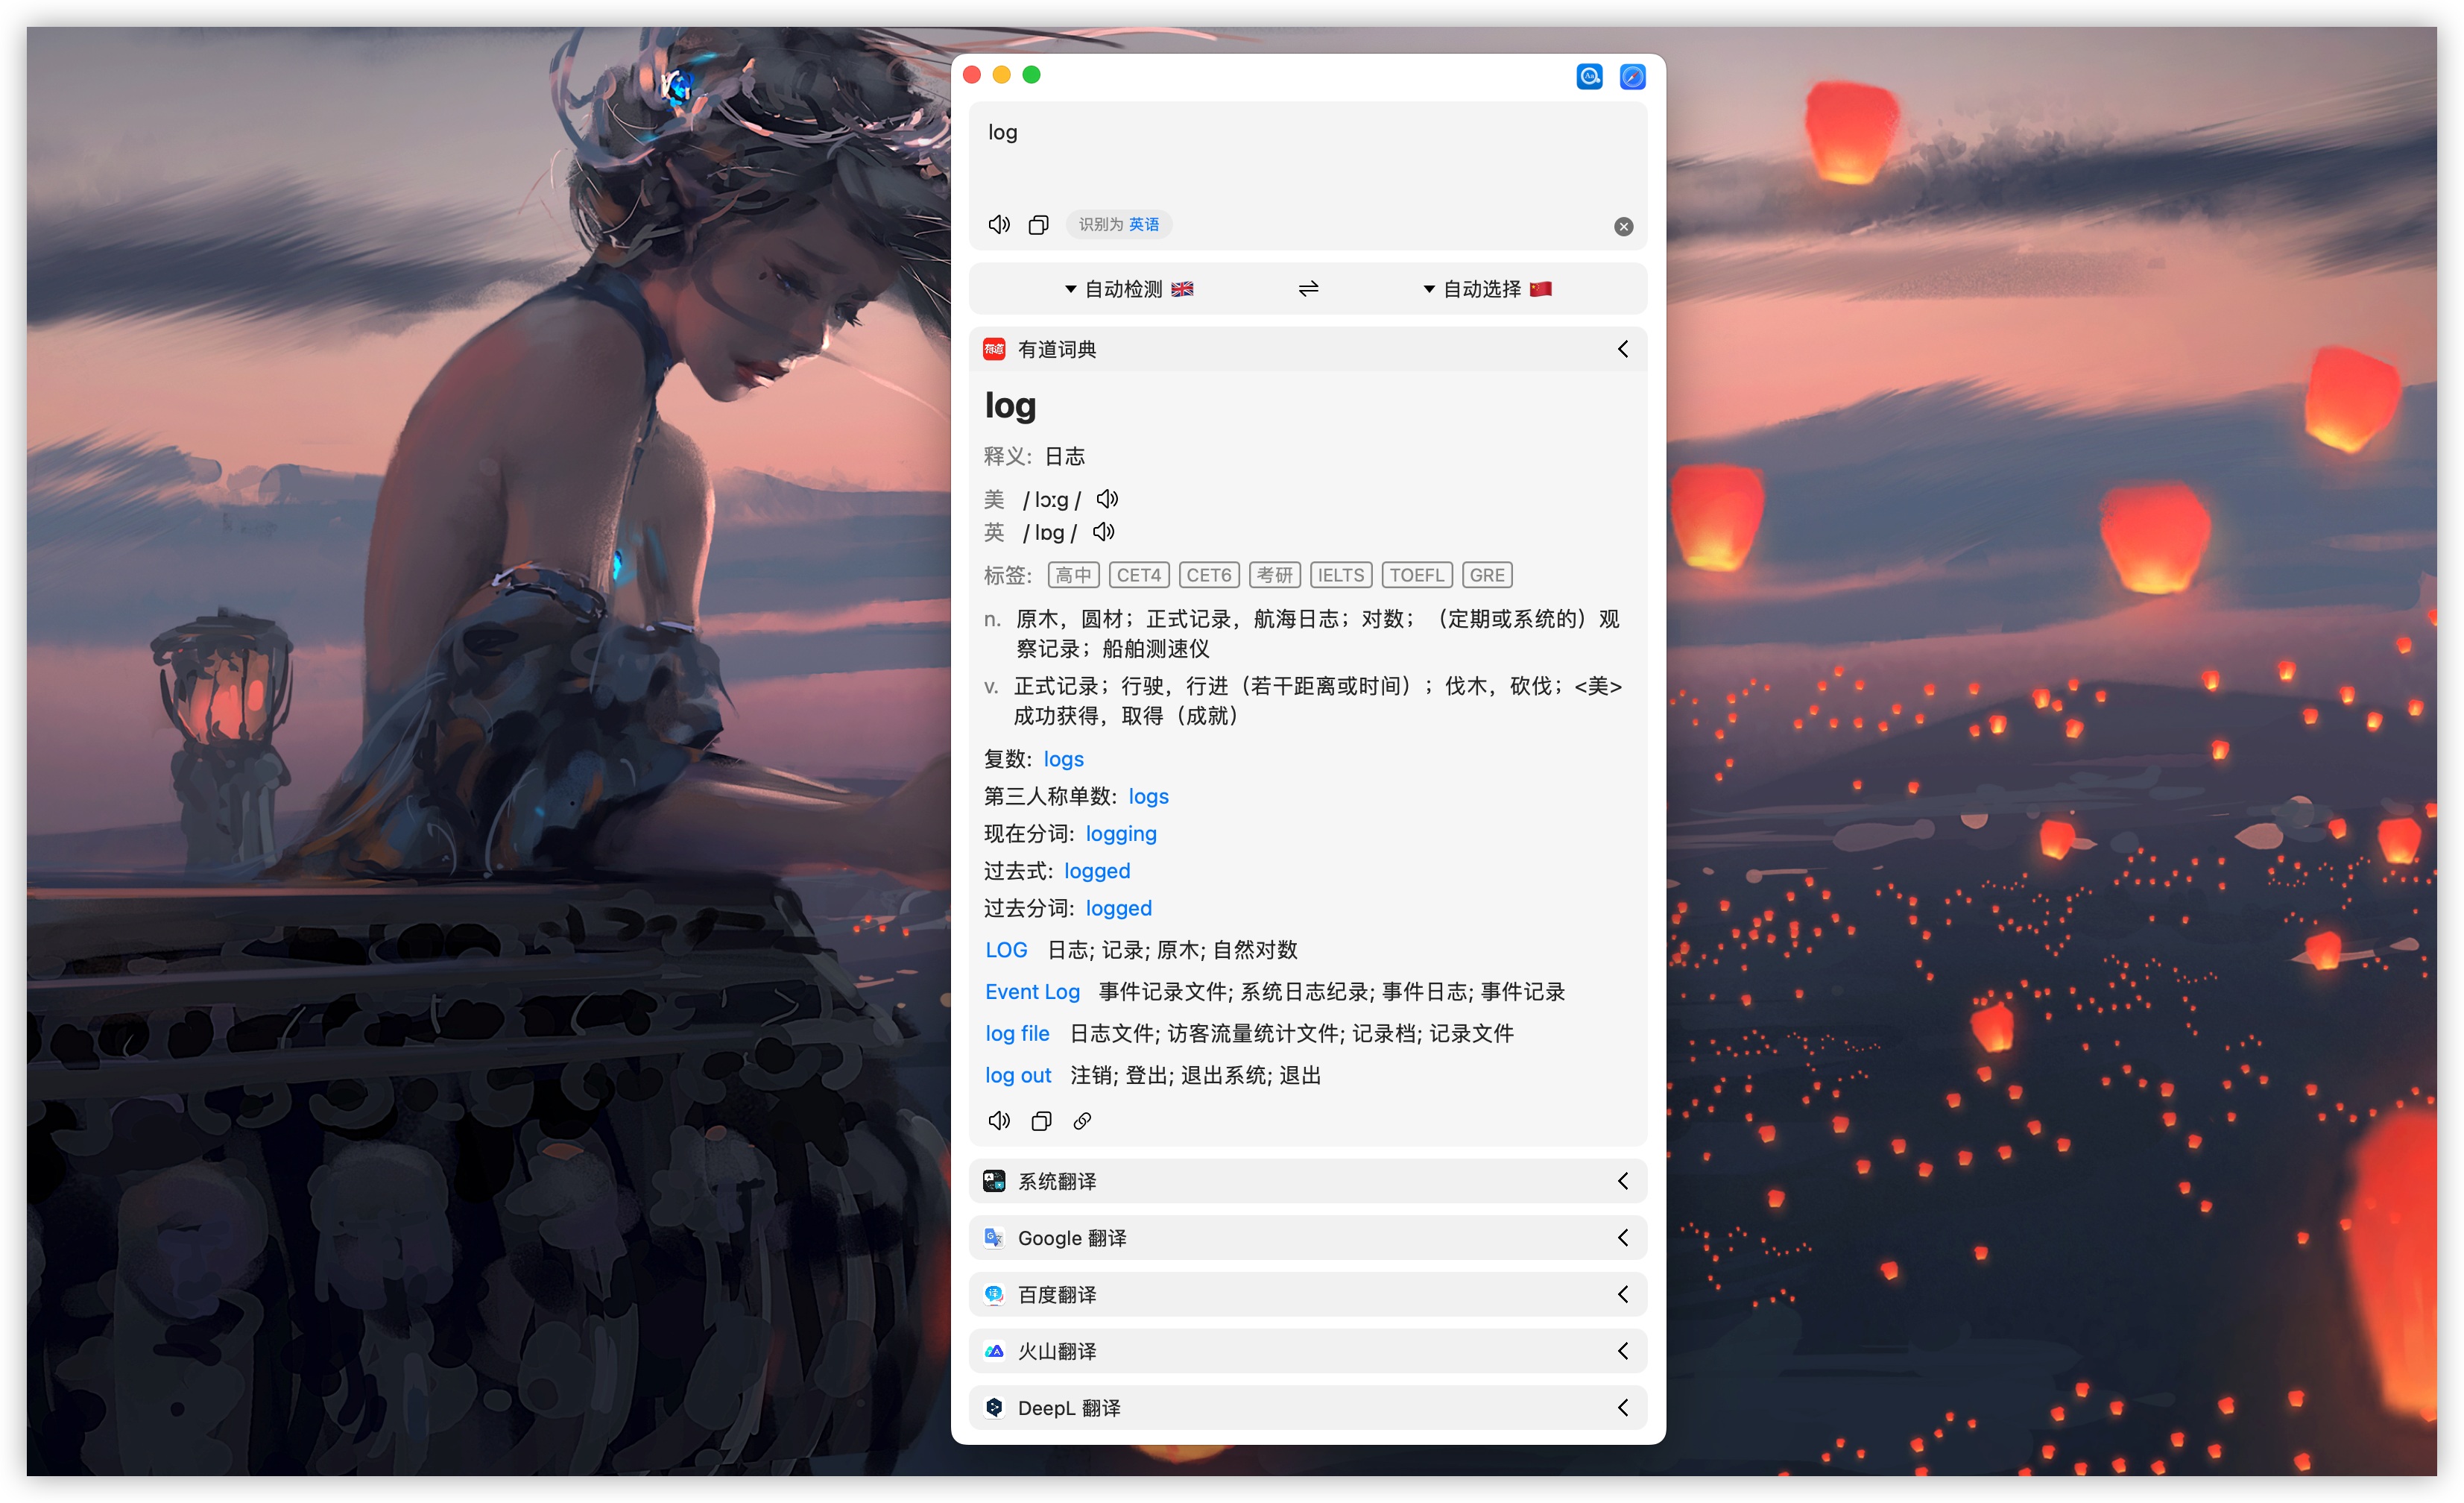 log
识别为 英语
自动检测 自动选择
有道 有道词典
log
释义: 日志
美 / lɔːg /
英 / lɒg /
标签: 高中 CET4 CET6 考研 IELTS TOEFL GRE
n. 原木，圆材；正式记录，航海日志；对数；（定期或系统的）观
察记录；船舶测速仪
v. 正式记录；行驶，行进（若干距离或时间）；伐木，砍伐；<美>
成功获得，取得（成就）
复数: logs
第三人称单数: logs
现在分词: logging
过去式: logged
过去分词: logged
LOG 日志; 记录; 原木; 自然对数
Event Log 事件记录文件; 系统日志纪录; 事件日志; 事件记录
log file 日志文件; 访客流量统计文件; 记录档; 记录文件
log out 注销; 登出; 退出系统; 退出
系统翻译
Google 翻译
译 百度翻译
火山翻译
DeepL 翻译